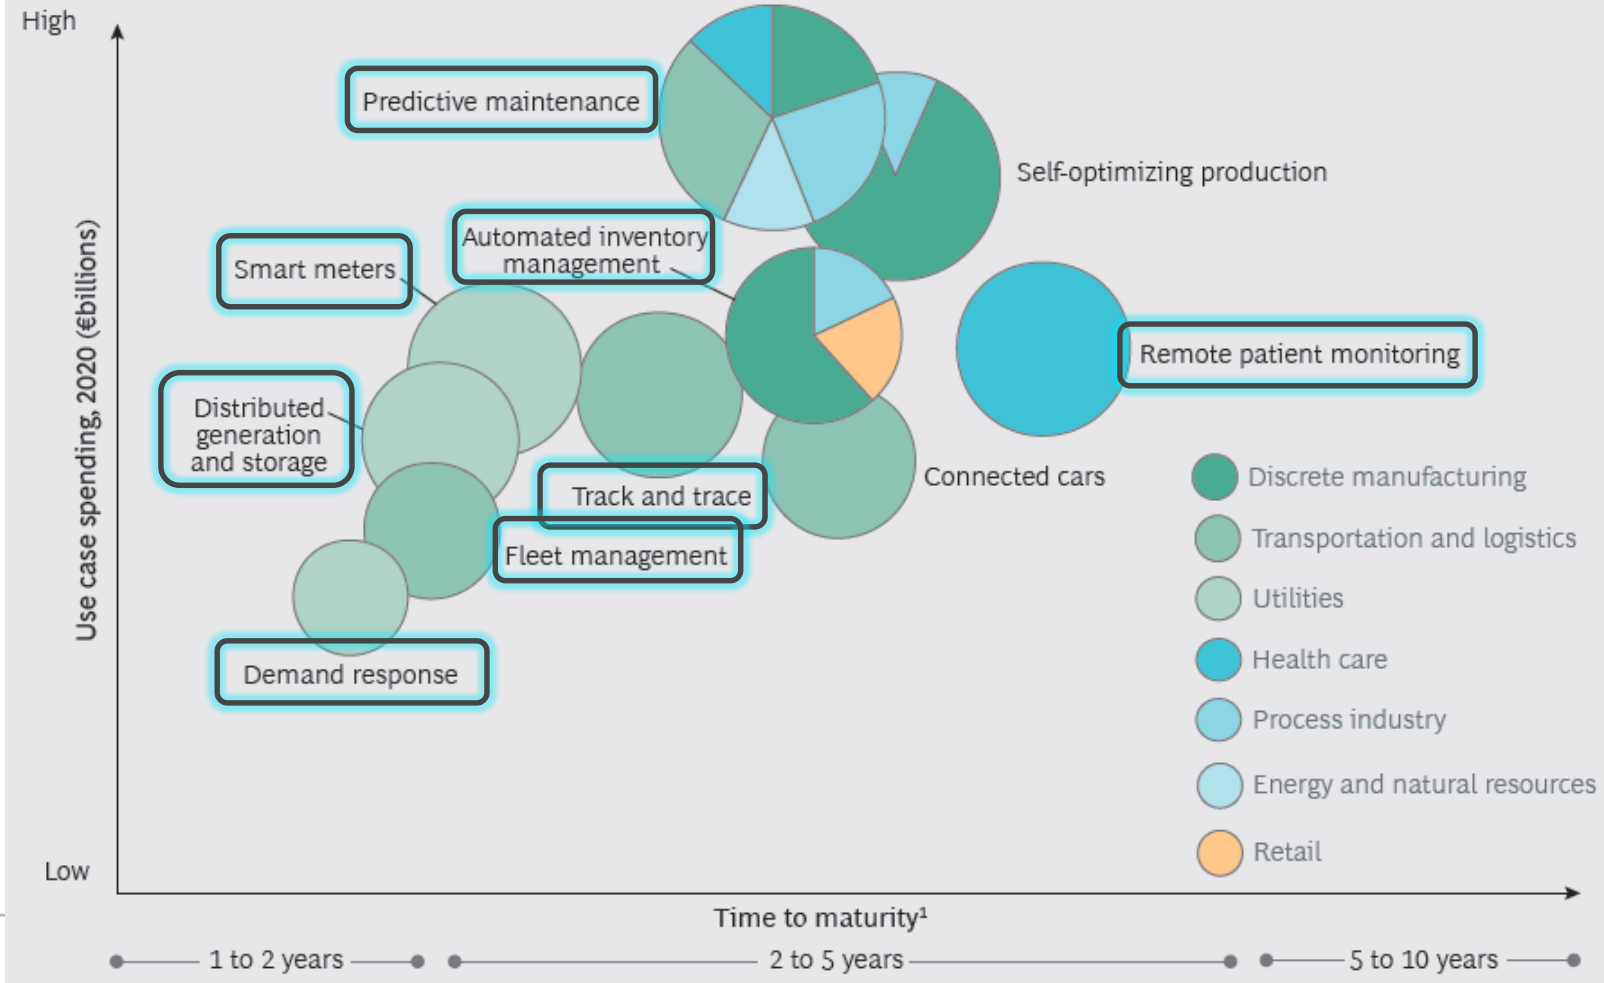 High
Predictive maintenance
Self-optimizing production
Automated inventory
management
Smart meters
Remote patient monitoring
Distributed
generation
and storage
Connected cars
Track and trace
Fleet management
Demand response
Use case spending, 2020 (€billions)
Discrete manufacturing
Transportation and logistics
Utilities
Health care
Process industry
Energy and natural resources
Retail
Low
Time to maturity¹
1 to 2 years
2 to 5 years
5 to 10 years